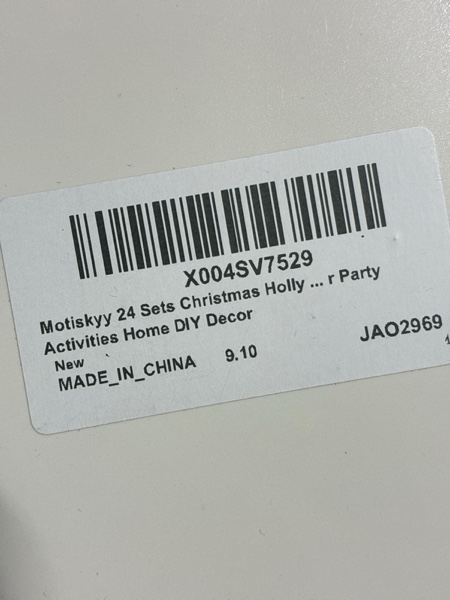 X004SV7529
Motiskyy 24 Sets Christmas Holly ... r Party
Activities Home DIY Decor
New
MADE_IN_CHINA 9.10 JAO2969